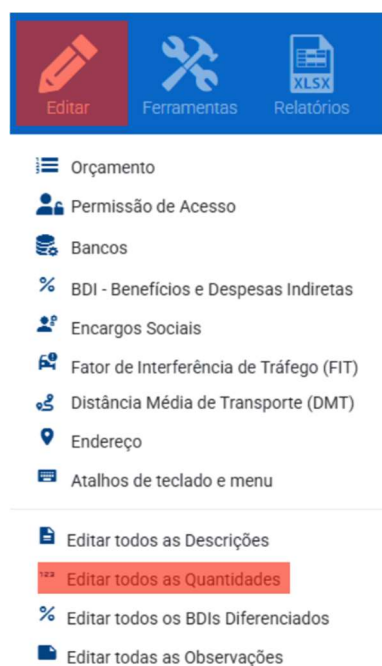 Editar
Ferramentas
XLSX
Relatórios
Orçamento
Permissão de Acesso
Bancos
% BDI - Benefícios e Despesas Indiretas
Encargos Sociais
Fator de Interferência de Tráfego (FIT)
Distância Média de Transporte (DMT)
Endereço
Atalhos de teclado e menu
Editar todos as Descrições
123 Editar todos as Quantidades
% Editar todos os BDIs Diferenciados
Editar todas as Observações